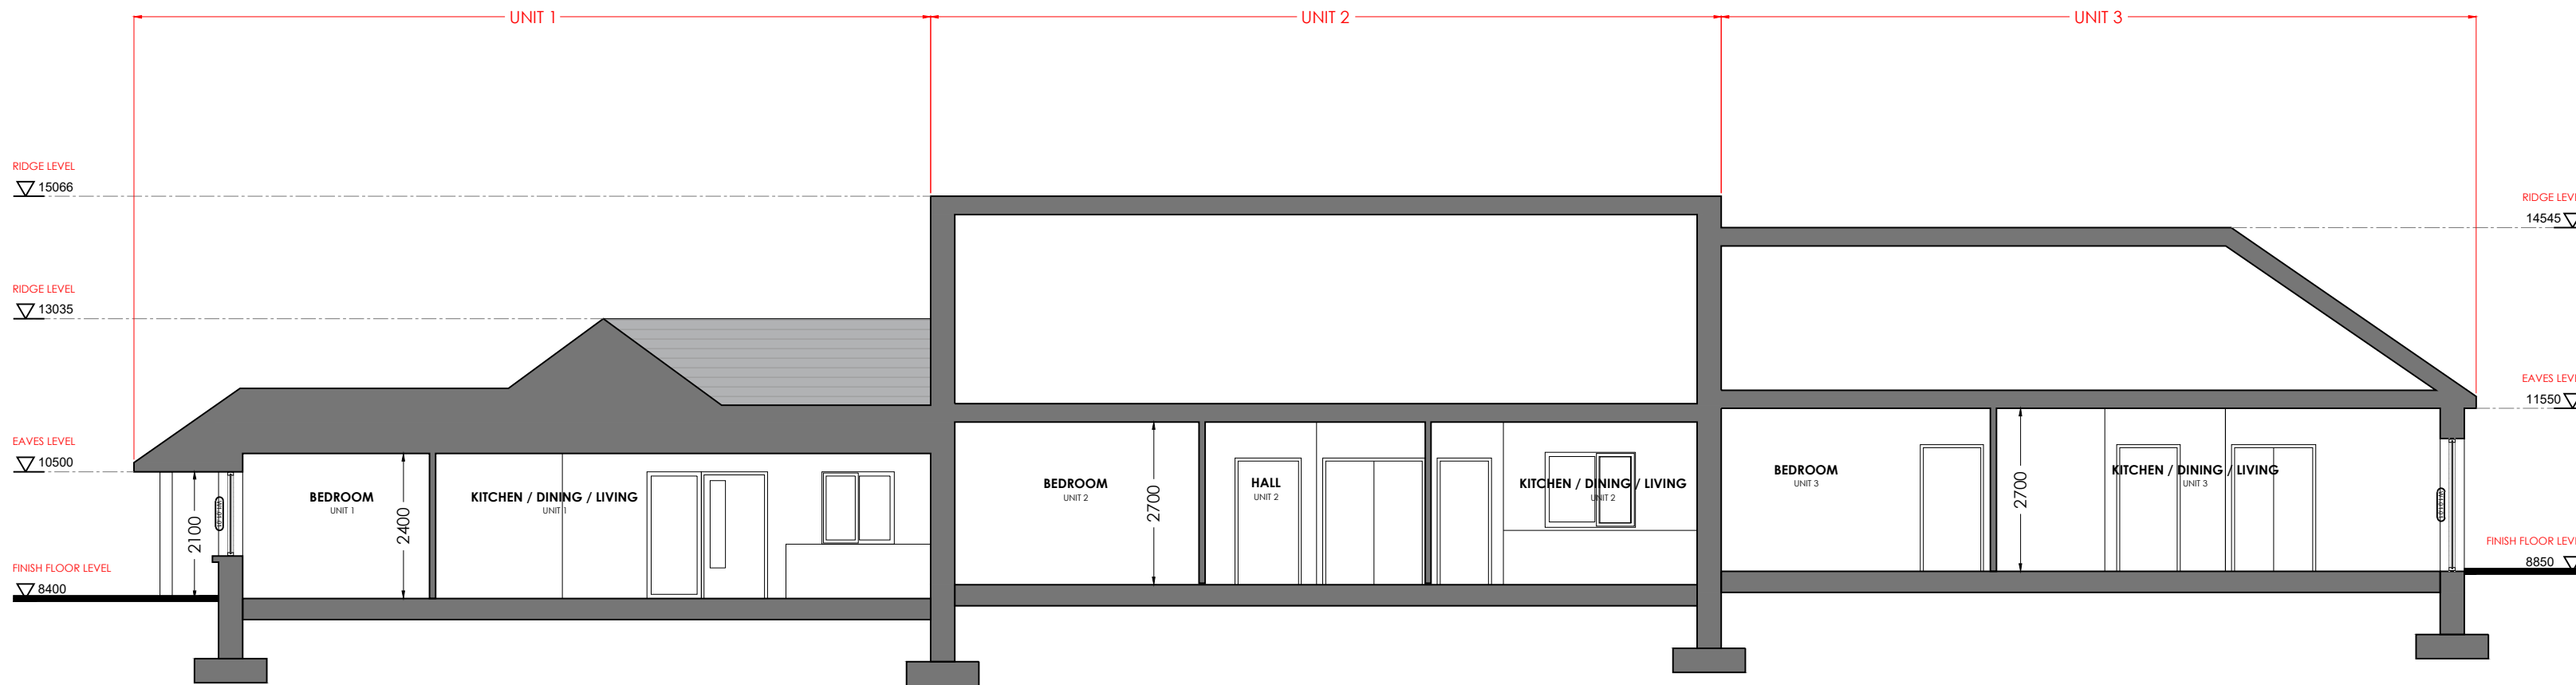 UNIT 1
UNIT 2
UNIT 3
RIDGE LEVEL
15066
RIDGE LEVE
14545
RIDGE LEVEL
13035
EAVES LEVE
11550
EAVES LEVEL
10500
BEDROOM
UNIT 1
KITCHEN / DINING / LIVING
UNIT 1
BEDROOM
UNIT 2
HALL
UNIT 2
KITCHEN / DINING / LIVING
UNIT 2
BEDROOM
UNIT 3
KITCHEN / DINING / LIVING
UNIT 3
2100
2400
2700
2700
FINISH FLOOR LEVEL
8400
FINISH FLOOR LEVE
8850